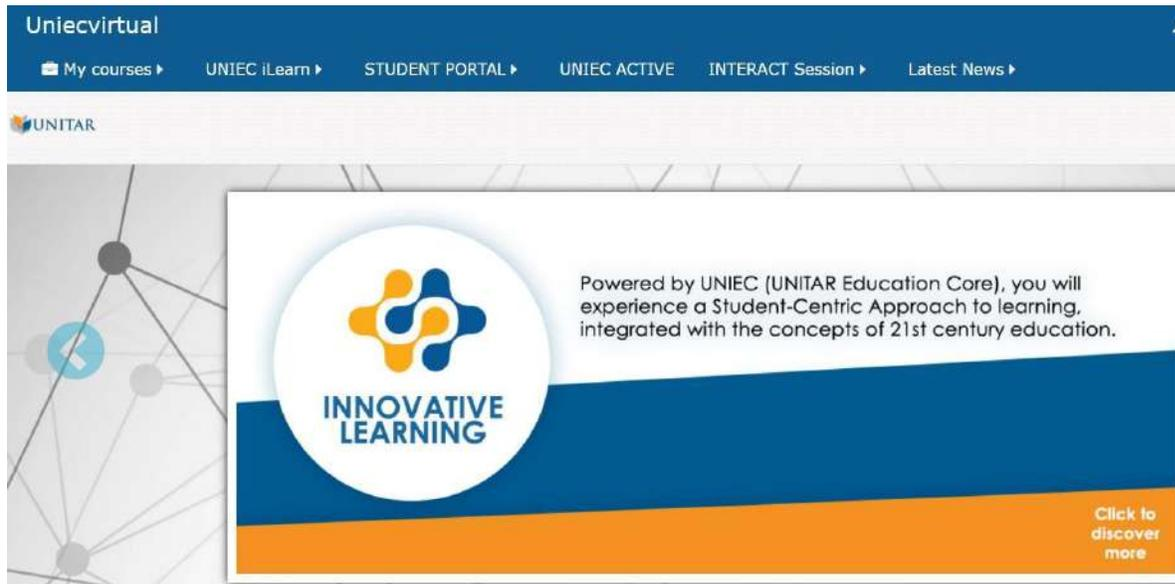 Uniecvirtual
My courses UNIEC iLearn STUDENT PORTAL UNIEC ACTIVE INTERACT Session Latest News
UNITAR
Powered by UNIEC (UNITAR Education Core), you will
experience a Student-Centric Approach to learning,
integrated with the concepts of 21st century education.
INNOVATIVE
LEARNING
Click to
discover
more